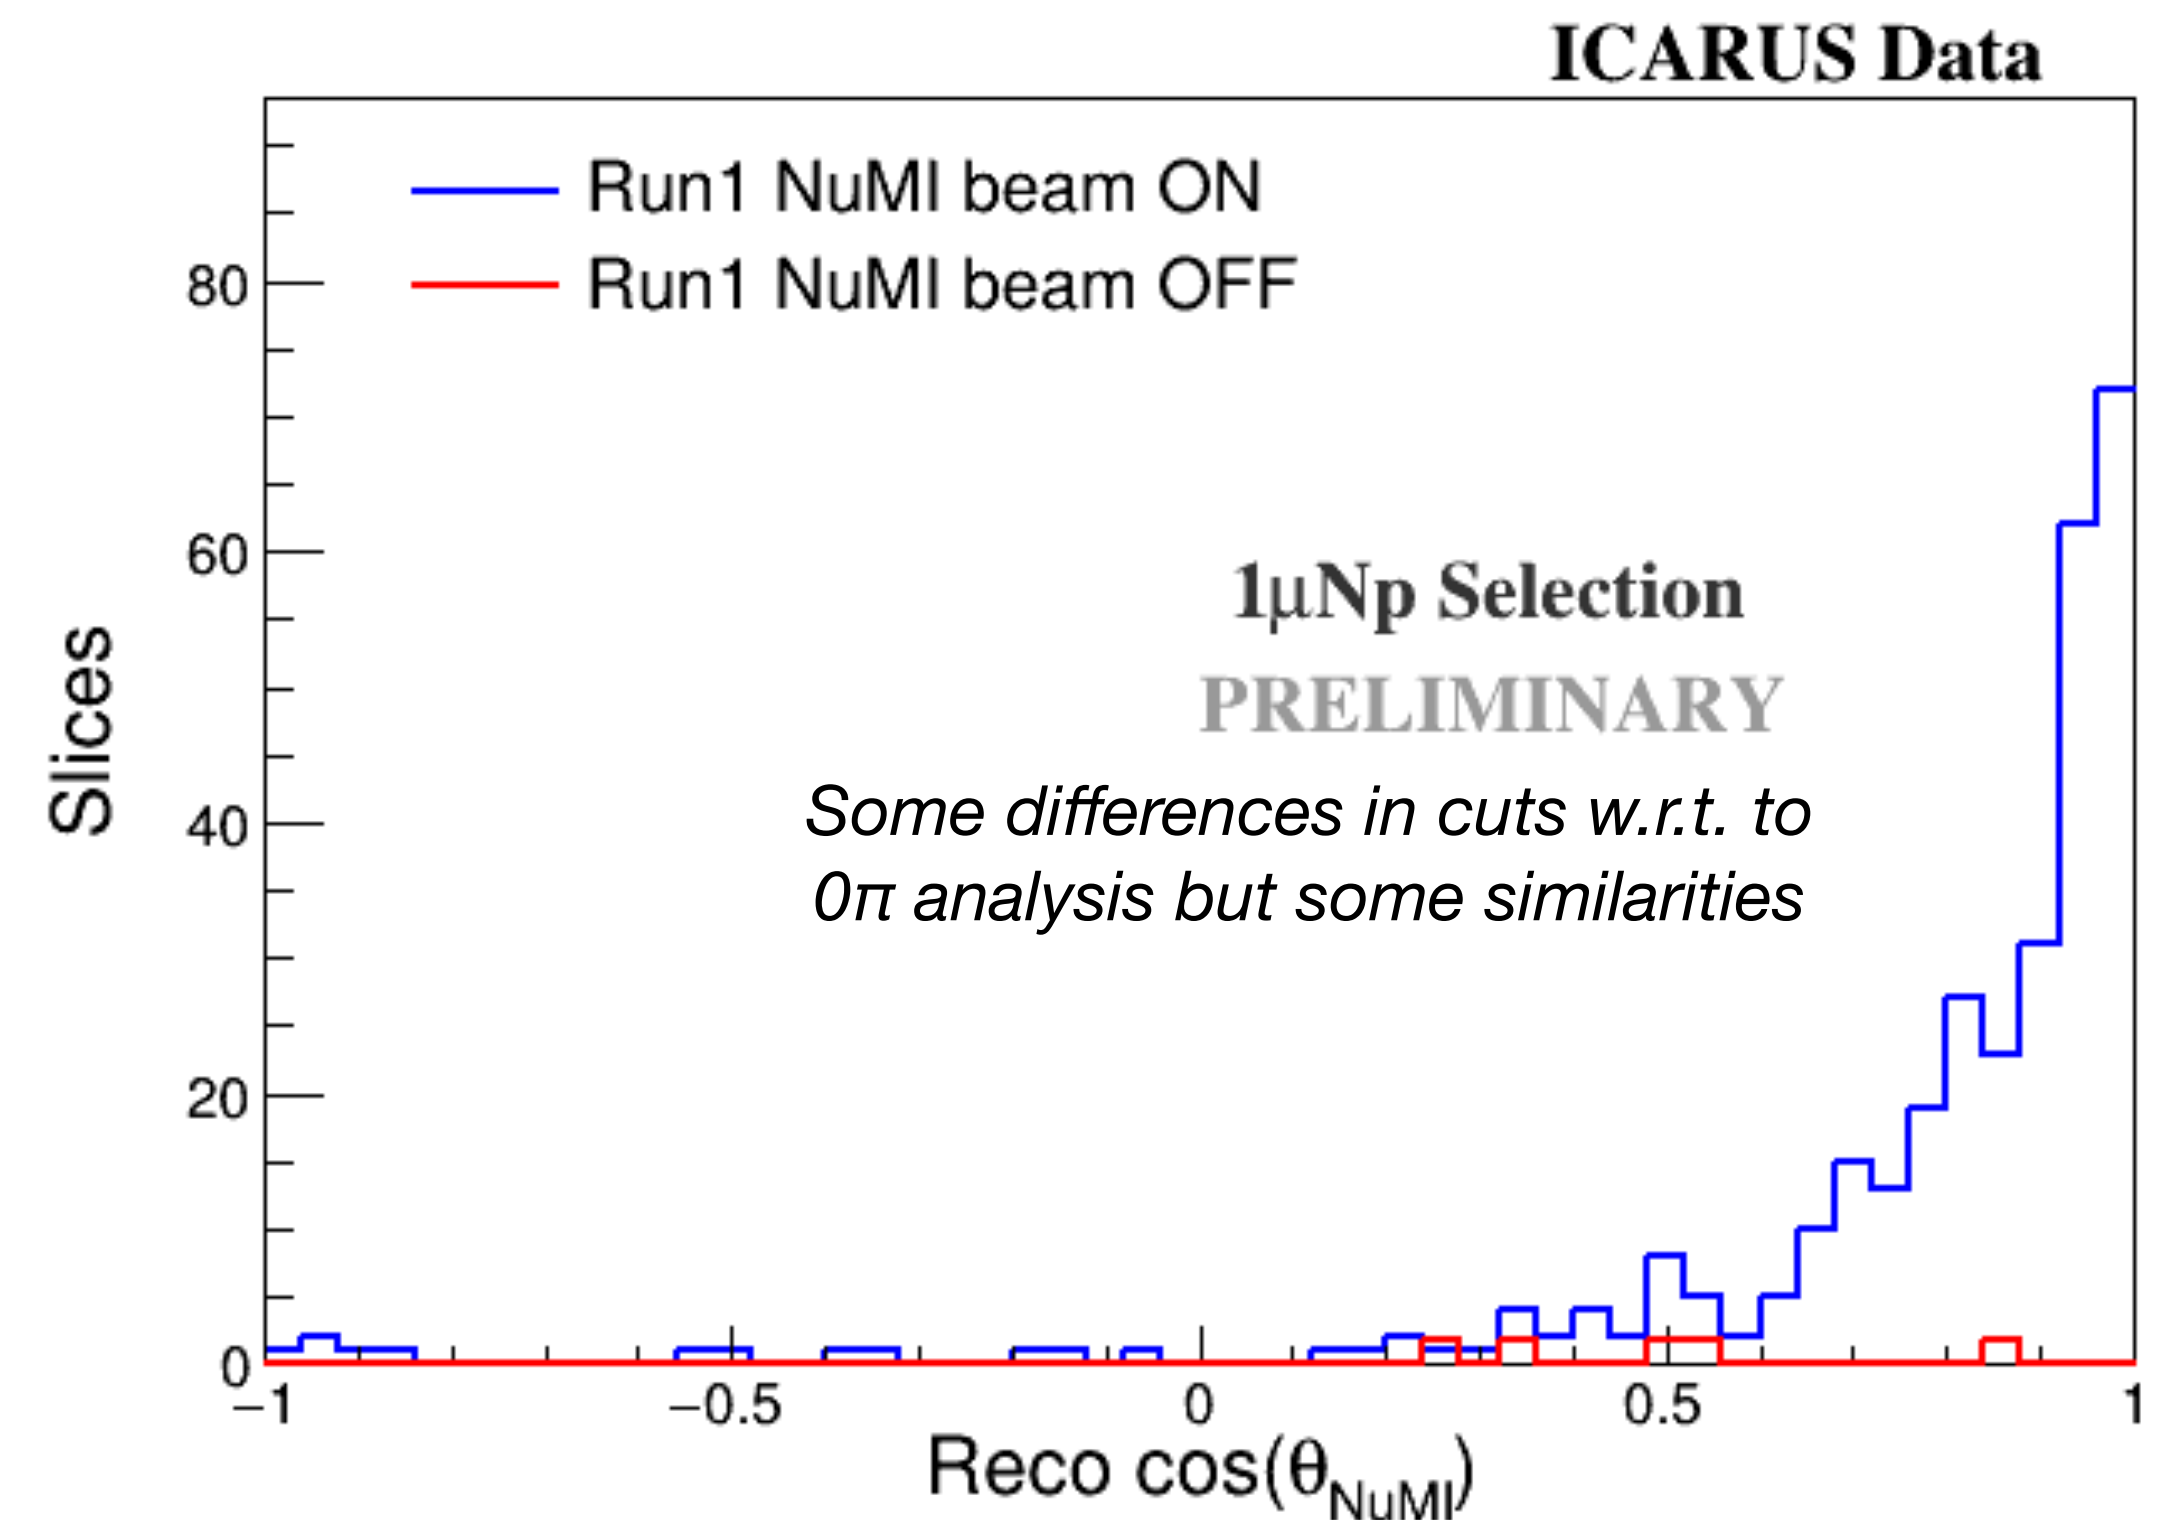 ICARUS Data
Run1 NuMI beam ON
Run1 NuMI beam OFF
80
60
40
20
0
Slices
1μNp Selection
PRELIMINARY
Some differences in cuts w.r.t. to
0π analysis but some similarities
−1 −0.5 0 0.5 1
Reco cos(θNuMI)